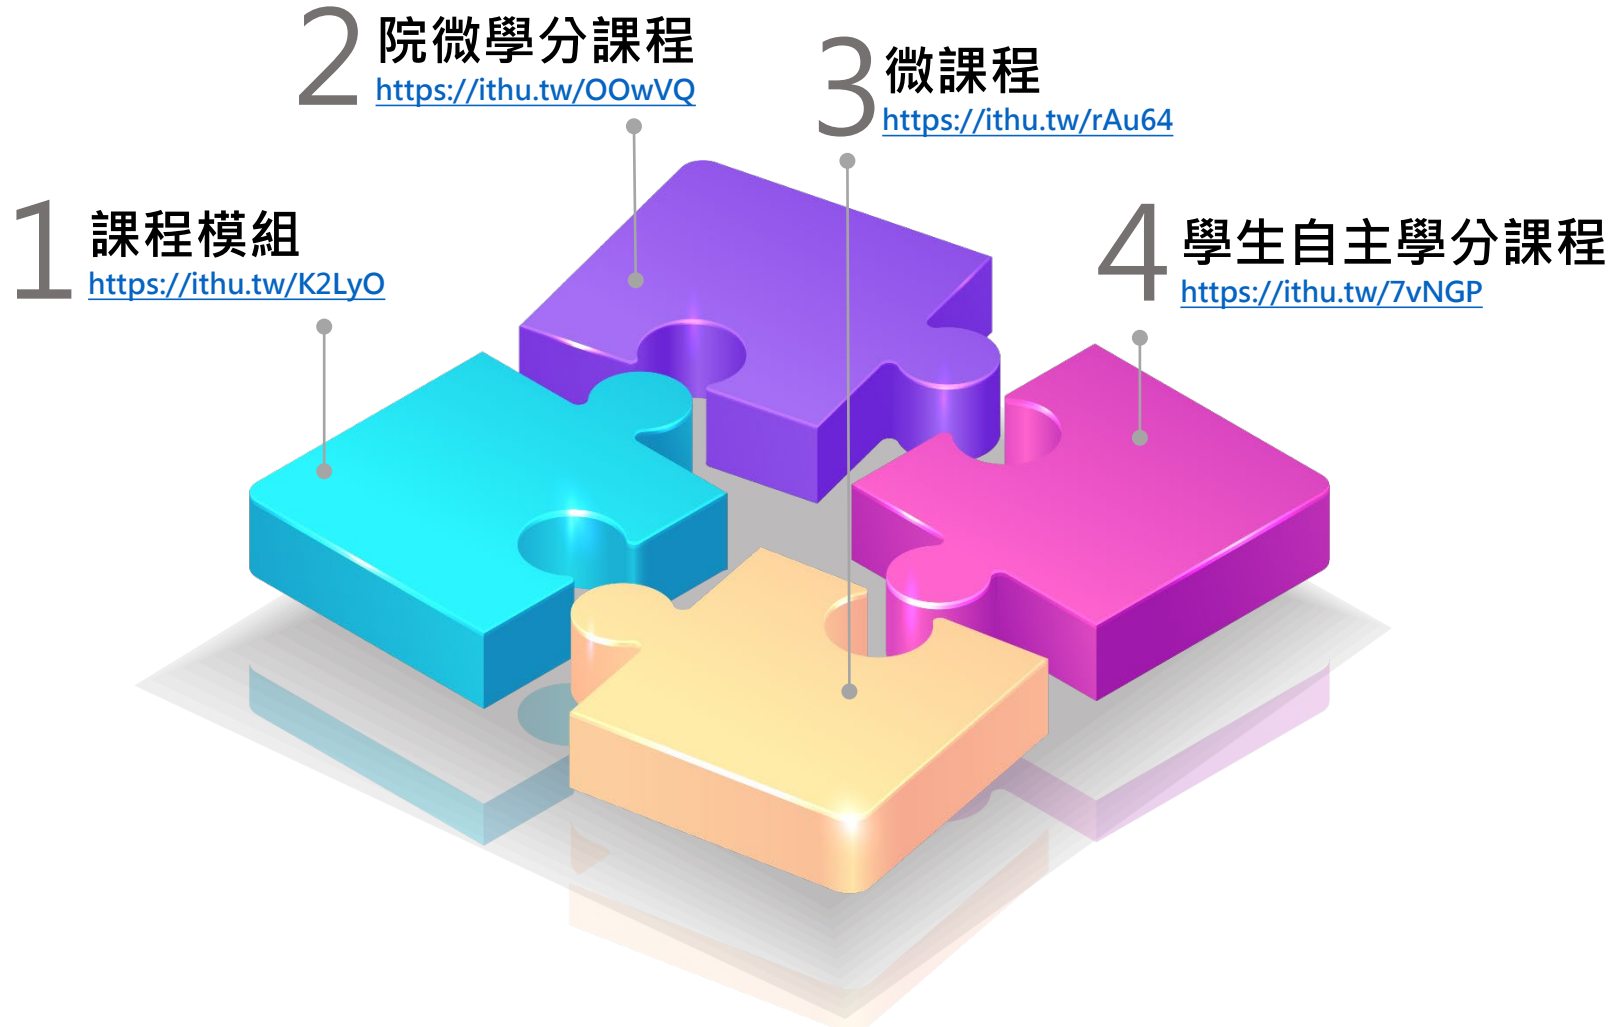 1
課程模組
https://ithu.tw/K2LyO
2
院微學分課程
https://ithu.tw/OOwVQ
3
微課程
https://ithu.tw/rAu64
4
學生自主學分課程
https://ithu.tw/7vNGP